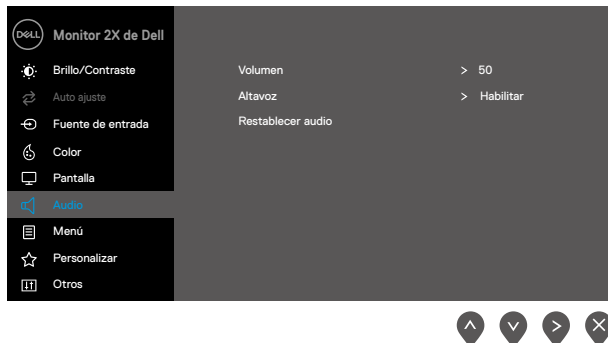 DELL
Monitor 2X de Dell
Brillo/Contraste
Auto ajuste
Fuente de entrada
Color
Pantalla
Audio
Menú
Personalizar
Otros
Volumen > 50
Altavoz > Habilitar
Restablecer audio